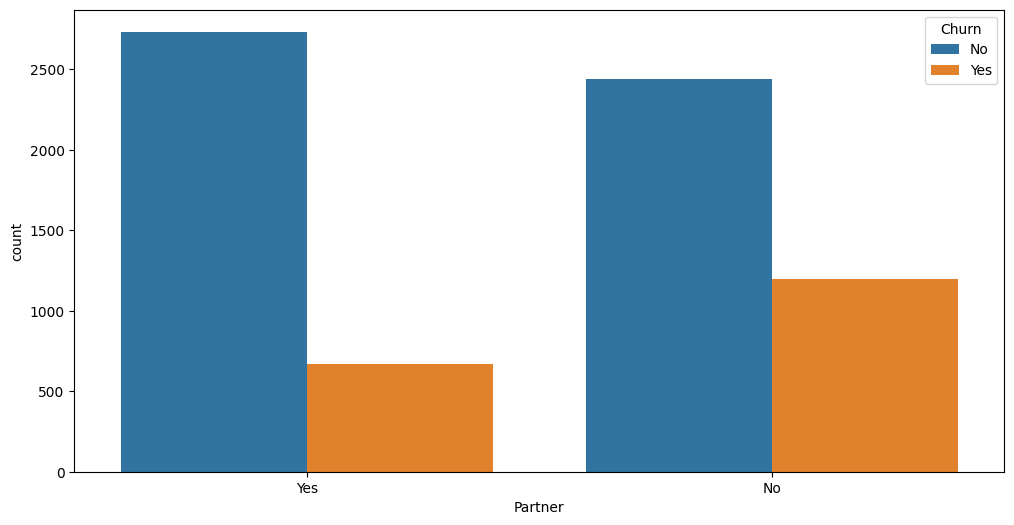 Churn
No
Yes
2500
2000
1500
1000
500
0
count
Yes
No
Partner